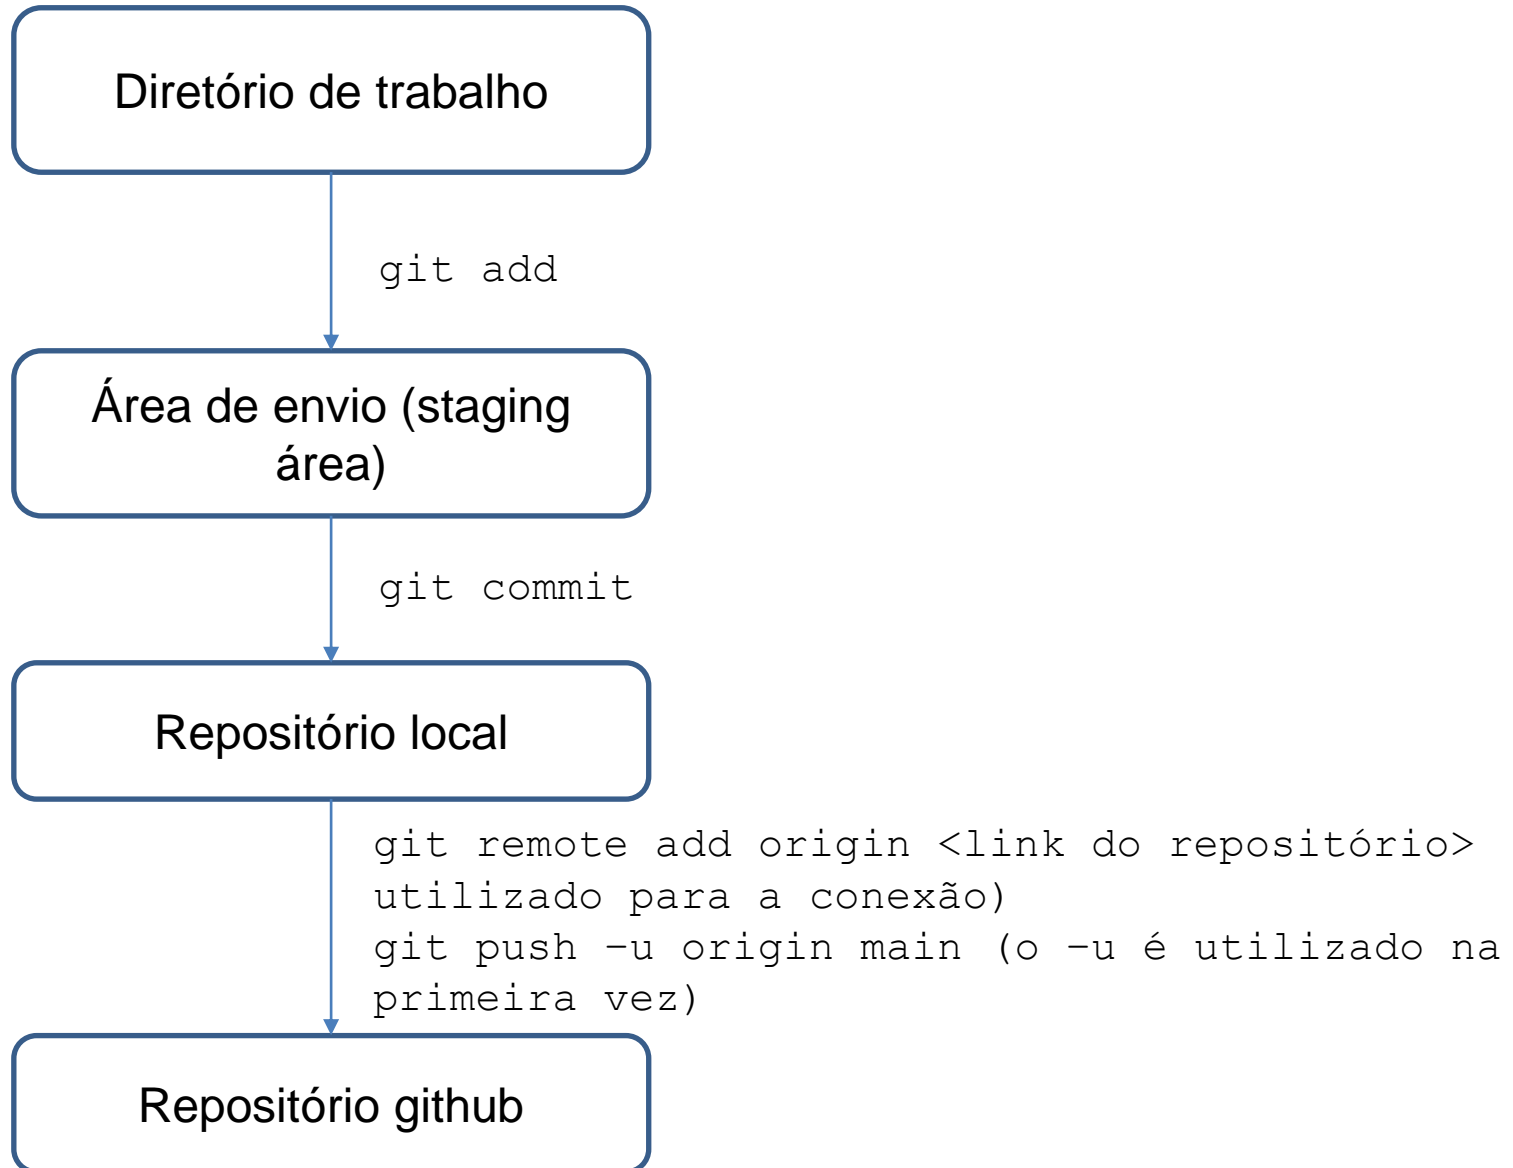 Diretório de trabalho
git add
Área de envio (staging
área)
git commit
Repositório local
git remote add origin <link do repositório>
utilizado para a conexão)
git push –u origin main (o –u é utilizado na
primeira vez)
Repositório github